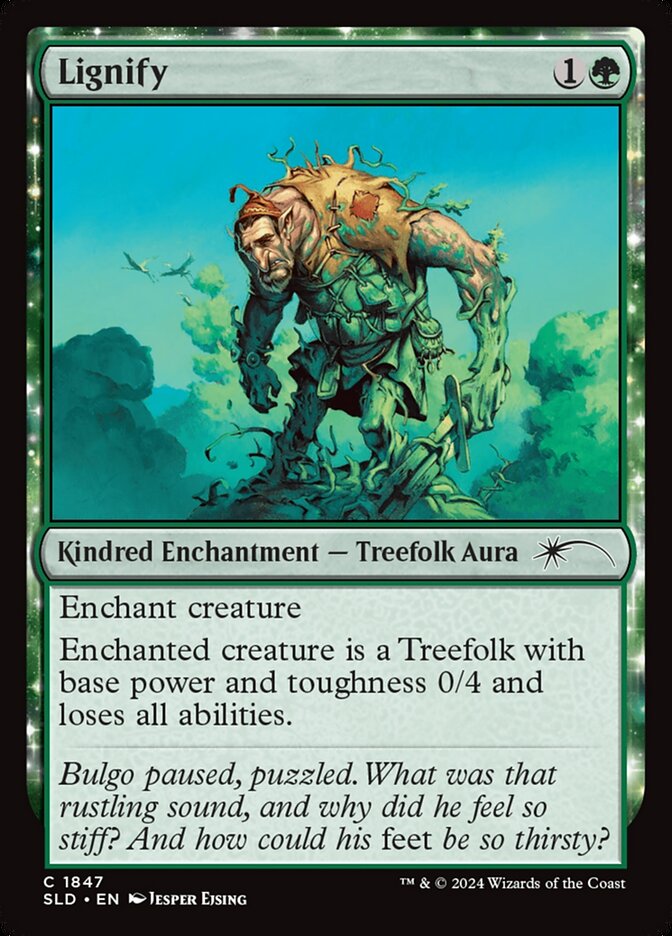 Lignify 1
Kindred Enchantment — Treefolk Aura
Enchant creature
Enchanted creature is a Treefolk with
base power and toughness 0/4 and
loses all abilities.
Bulgo paused, puzzled. What was that
rustling sound, and why did he feel so
stiff? And how could his feet be so thirsty?
C 1847 ™ & © 2024 Wizards of the Coast
SLD • EN Jesper Ejsing